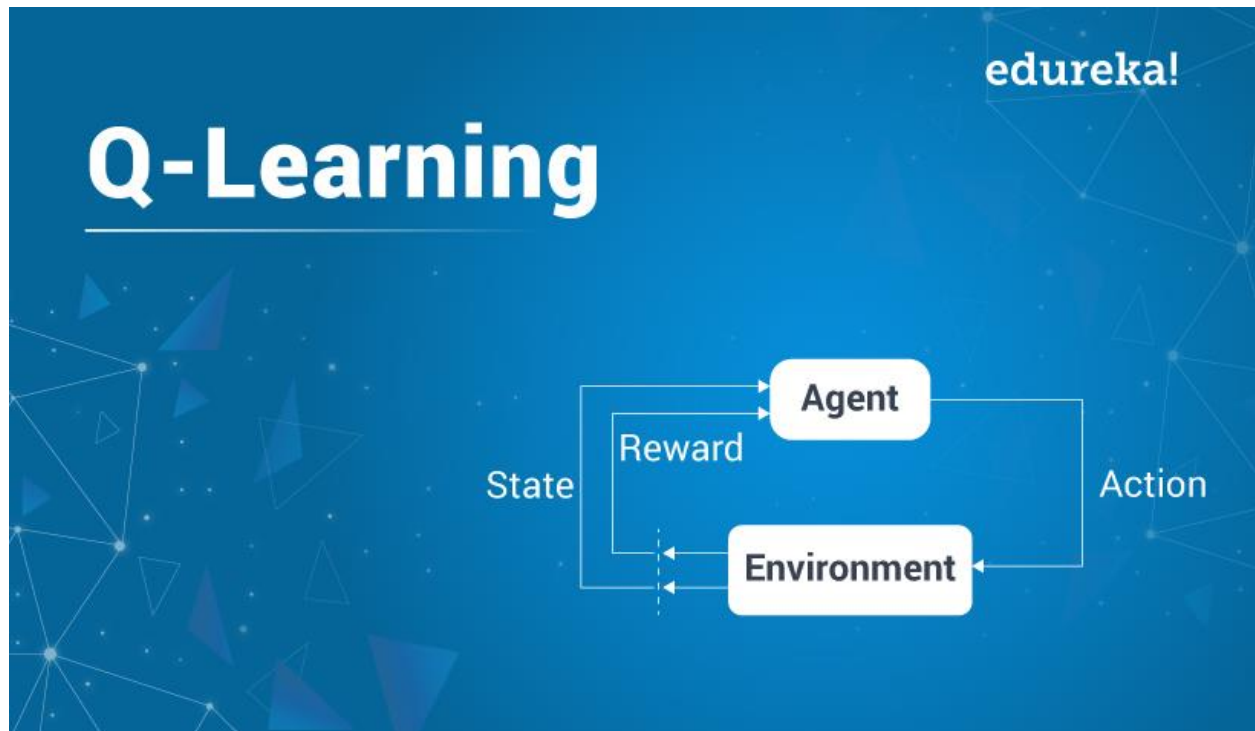 edureka!
Q-Learning
Agent
Reward
State
Action
Environment